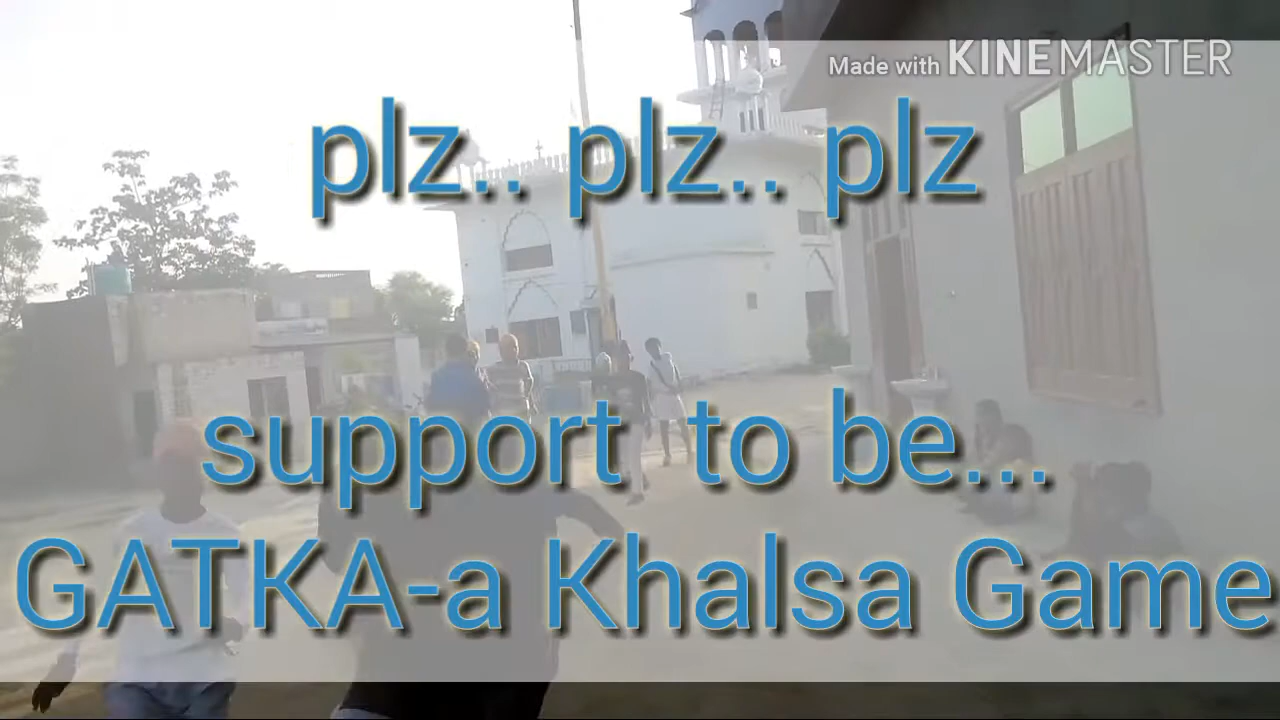 Made with KINEMASTER
plz.. plz.. plz
support to be...
GATKA-a Khalsa Game